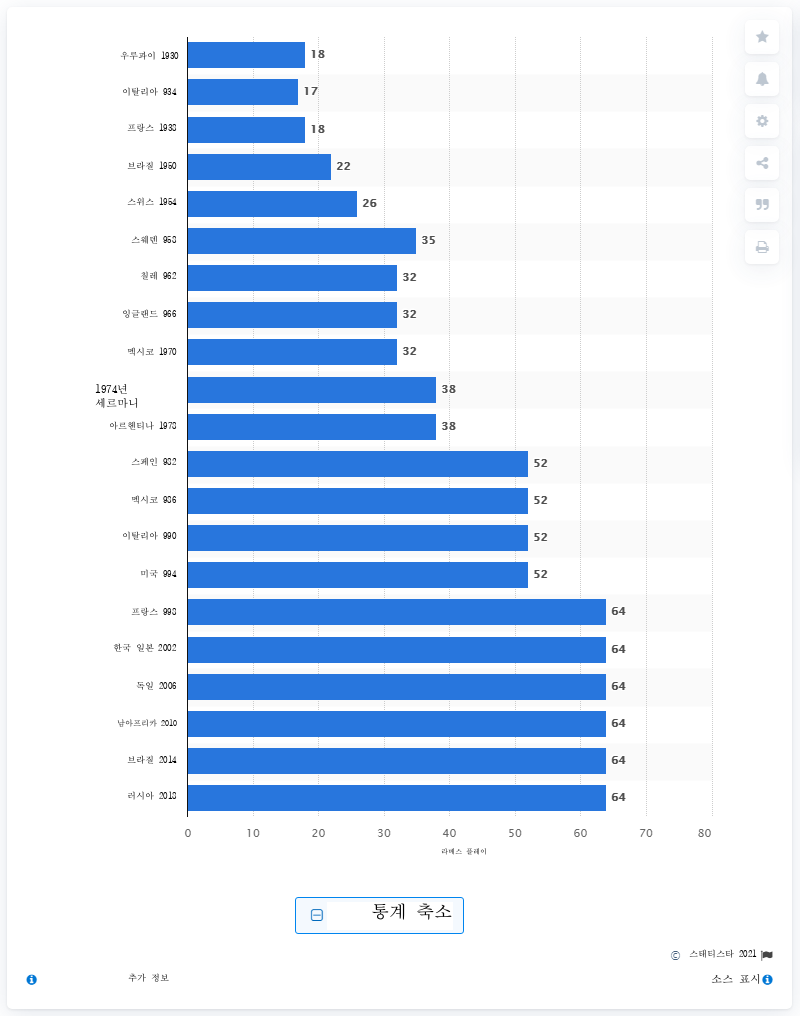 우루과이 1930
18
이탈리아 934
17
프랑스 1938
18
브라질 1950
22
스위스 1954
26
스웨덴 958
35
칠레 962
32
잉글랜드 966
32
멕시코 1970
32
1974년
세르마니
38
아르헨티나 1978
38
스페인 982
52
멕시코 986
52
이탈리아 990
52
미국 994
52
프랑스 998
64
한국 일본 2002
64
독일 2006
64
남아프리카 2010
64
브라질 2014
64
러시아 2018
64
0 10 20 30 40 50 60 70 80
라메스 플레이
통계 축소
© 스태티스타 2021
추가 정보
소스 표시